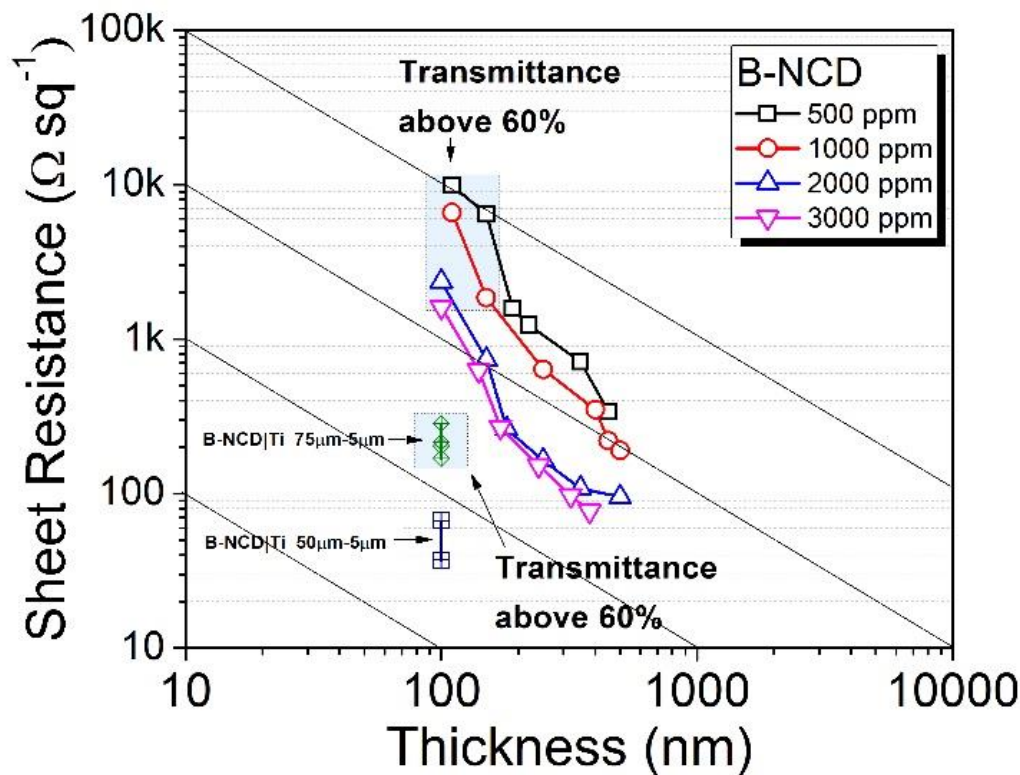 100k
10k
1k
100
10
Sheet Resistance (Ω sq⁻¹)
Transmittance
above 60%
B-NCD
500 ppm
1000 ppm
2000 ppm
3000 ppm
B-NCD|Ti 75μm-5μm
B-NCD|Ti 50μm-5μm
Transmittance
above 60%
10
100
1000
10000
Thickness (nm)